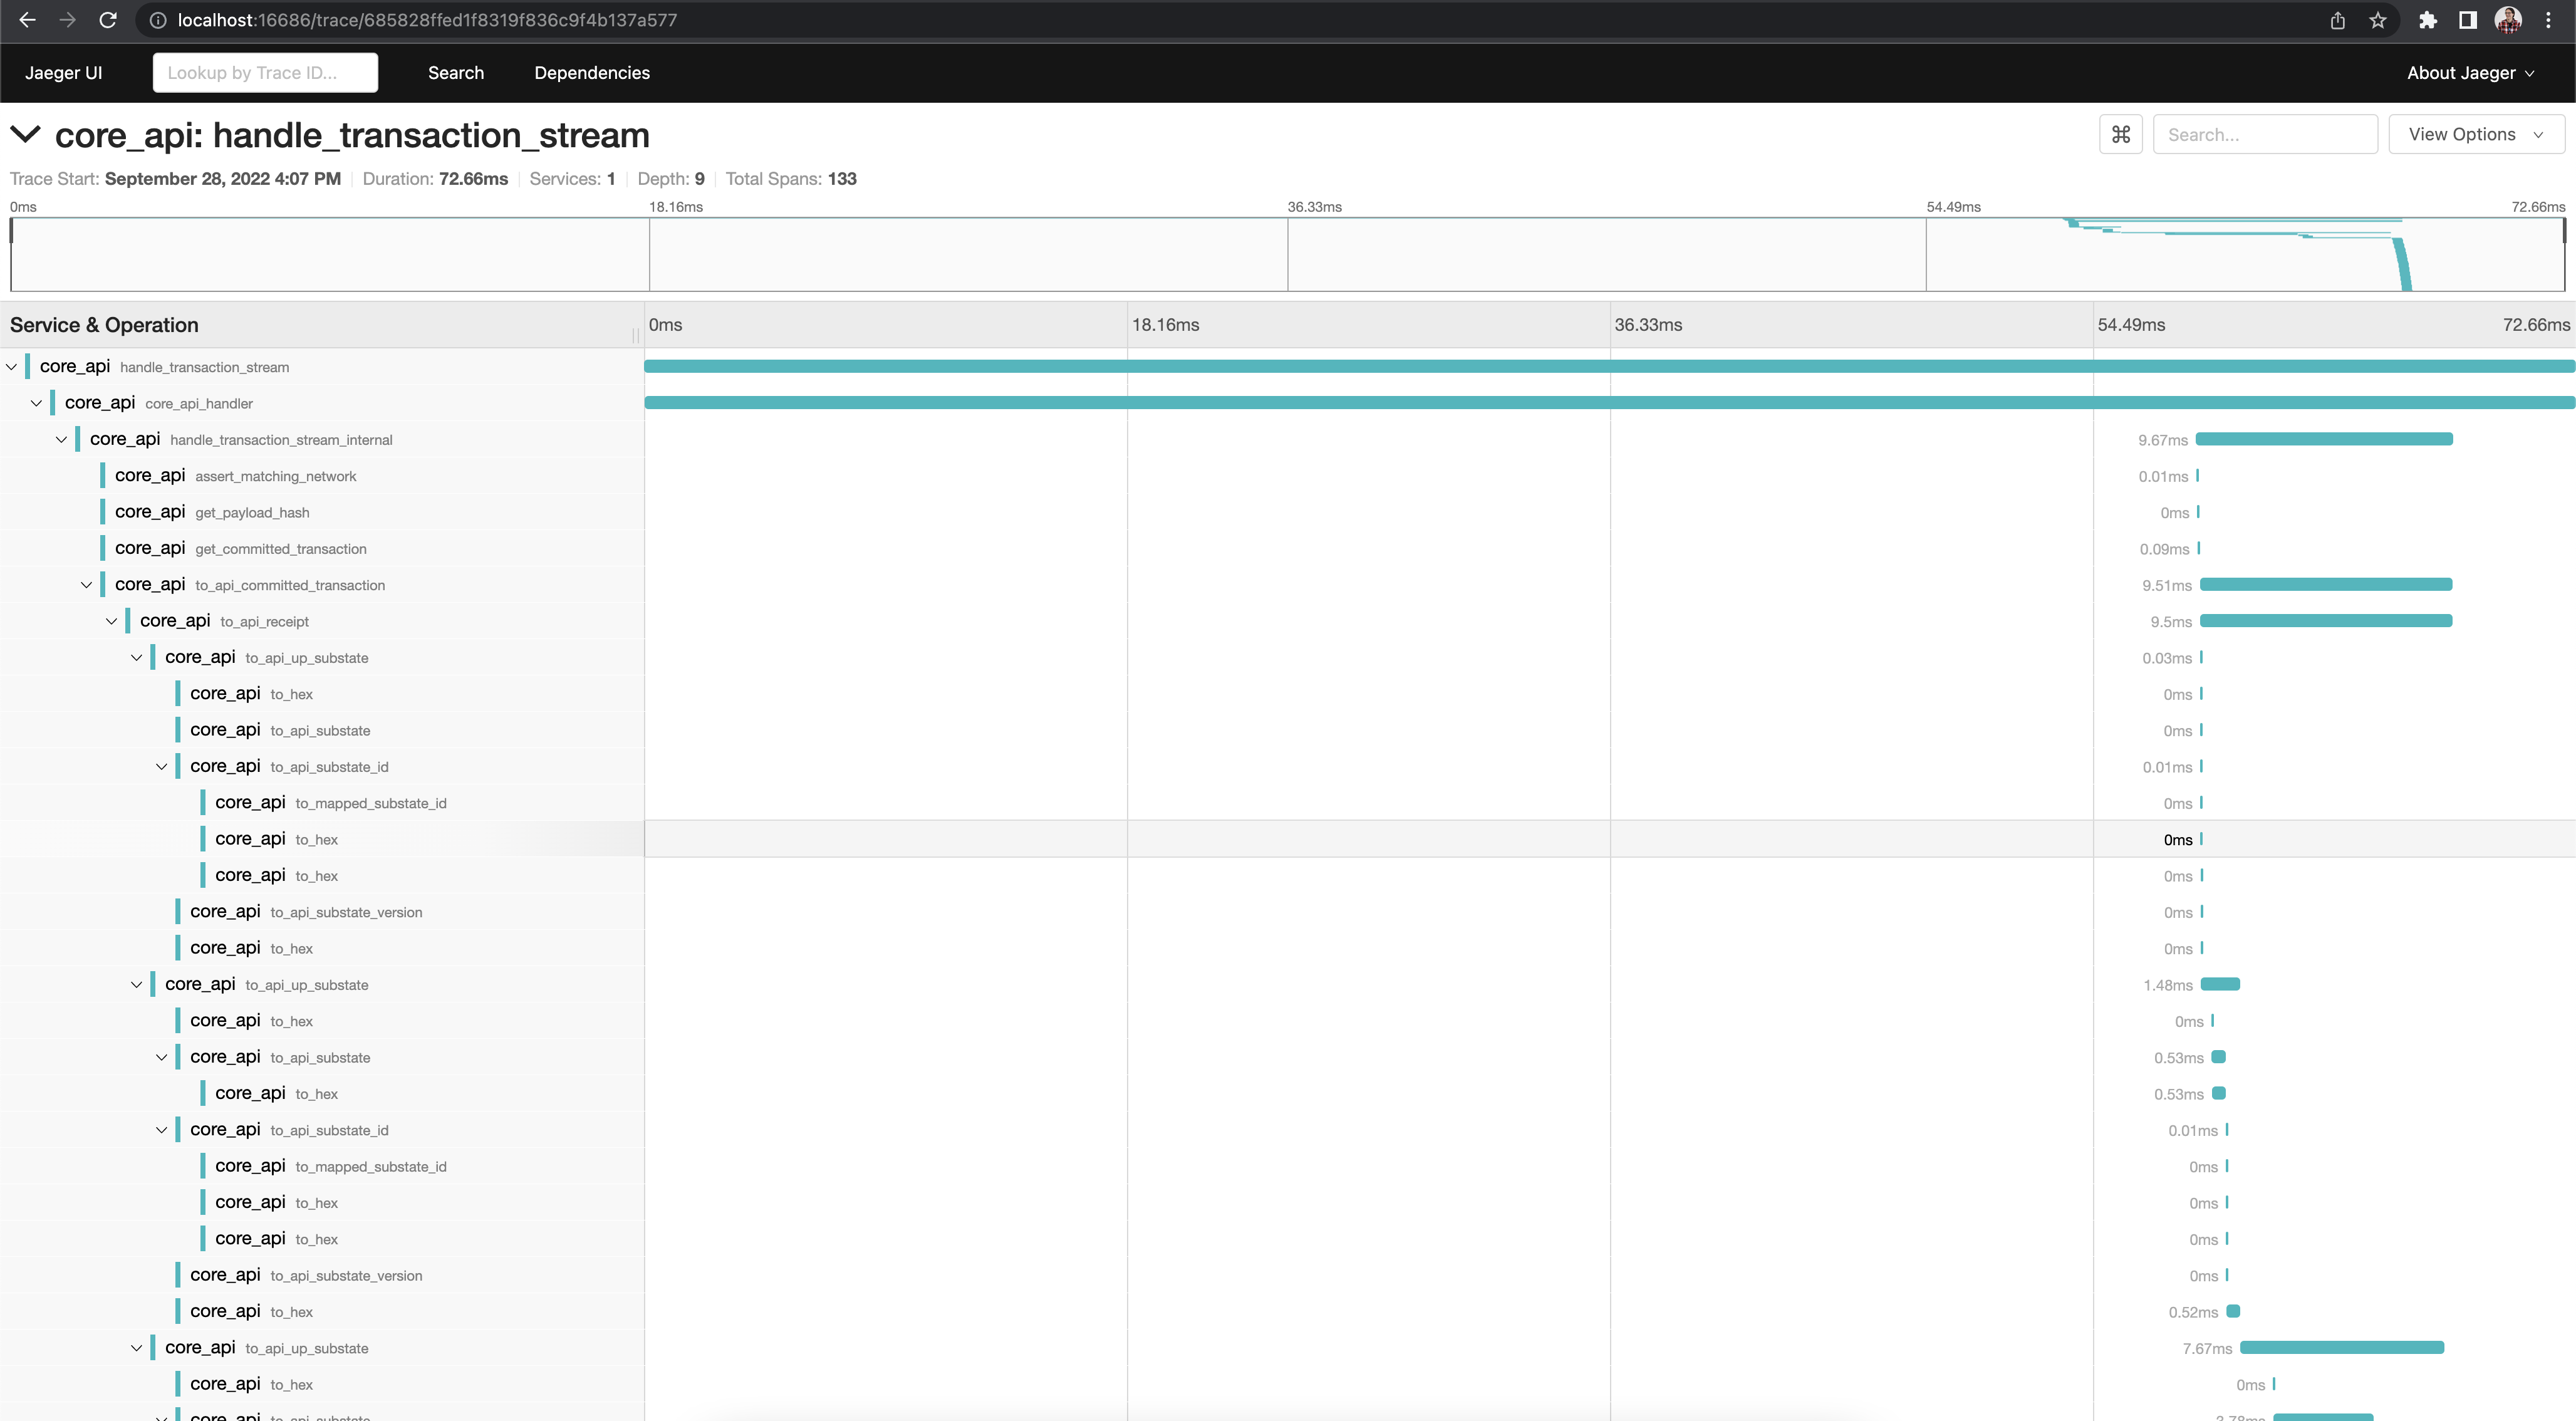 localhost:16686/trace/685828ffed1f8319f836c9f4b137a577
Jaeger UI Lookup by Trace ID... Search Dependencies About Jaeger
core_api: handle_transaction_stream ⌘ Search... View Options
Trace Start: September 28, 2022 4:07 PM Duration: 72.66ms Services: 1 Depth: 9 Total Spans: 133
0ms 18.16ms 36.33ms 54.49ms 72.66ms
Service & Operation 0ms 18.16ms 36.33ms 54.49ms 72.66ms
core_api handle_transaction_stream
core_api core_api_handler
core_api handle_transaction_stream_internal 9.67ms
core_api assert_matching_network 0.01ms
core_api get_payload_hash 0ms
core_api get_committed_transaction 0.09ms
core_api to_api_committed_transaction 9.51ms
core_api to_api_receipt 9.5ms
core_api to_api_up_substate 0.03ms
core_api to_hex 0ms
core_api to_api_substate 0ms
core_api to_api_substate_id 0.01ms
core_api to_mapped_substate_id 0ms
core_api to_hex 0ms
core_api to_hex 0ms
core_api to_api_substate_version 0ms
core_api to_hex 0ms
core_api to_api_up_substate 1.48ms
core_api to_hex 0ms
core_api to_api_substate 0.53ms
core_api to_hex 0.53ms
core_api to_api_substate_id 0.01ms
core_api to_mapped_substate_id 0ms
core_api to_hex 0ms
core_api to_hex 0ms
core_api to_api_substate_version 0ms
core_api to_hex 0.52ms
core_api to_api_up_substate 7.67ms
core_api to_hex 0ms
core_api to_api_substate 3.78ms